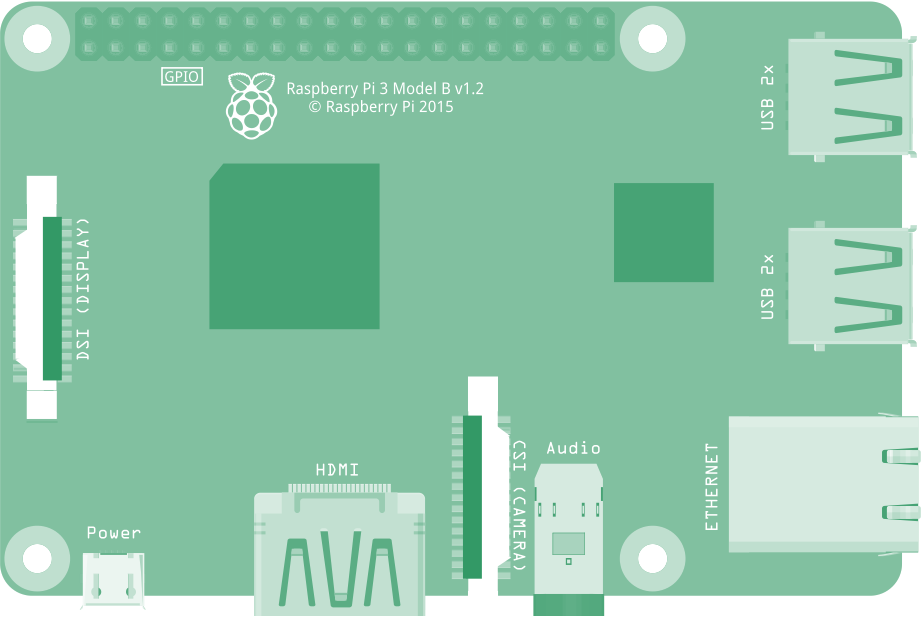 GPIO
Raspberry Pi 3 Model B v1.2
© Raspberry Pi 2015
USB 2x
DSI (DISPLAY)
USB 2x
Audio
CSI (CAMERA)
ETHERNET
HDMI
Power